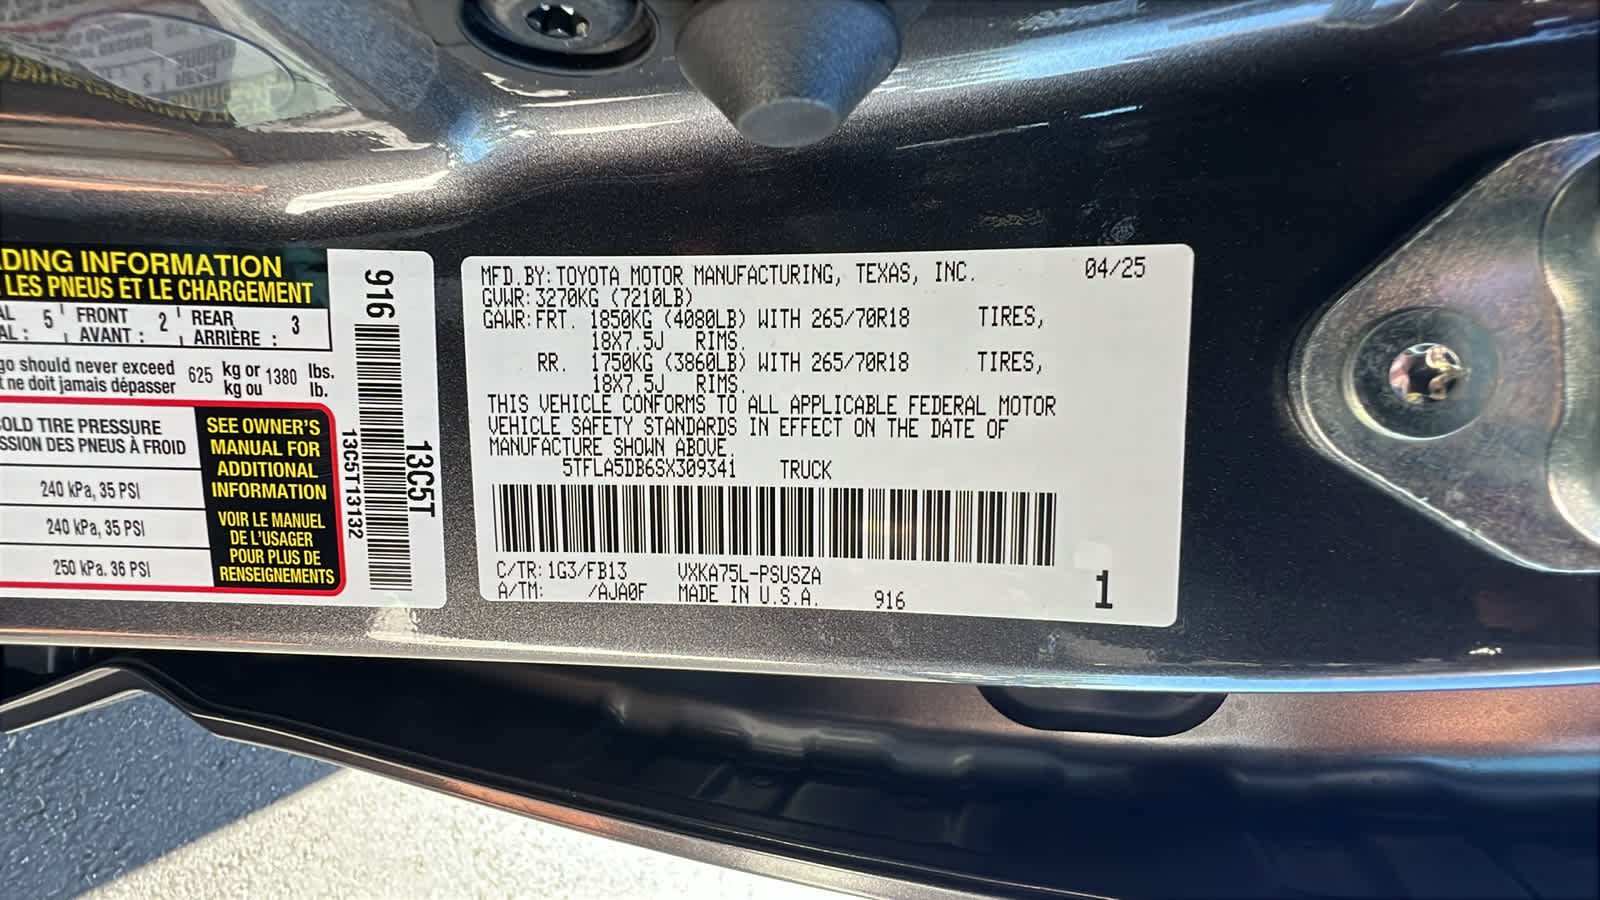 DING INFORMATION
LES PNEUS ET LE CHARGEMENT
AL 5 FRONT 2 REAR 3
AL : AVANT : ARRIÈRE :
go should never exceed 625 kg or 1380 lbs.
t ne doit jamais dépasser kg ou lb.
OLD TIRE PRESSURE
SSION DES PNEUS À FROID
240 kPa, 35 PSI
240 kPa, 35 PSI
250 kPa. 36 PSI
SEE OWNER'S
MANUAL FOR
ADDITIONAL
INFORMATION
VOIR LE MANUEL
DE L'USAGER
POUR PLUS DE
RENSEIGNEMENTS
916
13C5T13132
13C5T
MFD.BY:TOYOTA MOTOR MANUFACTURING, TEXAS, INC. 04/25
GVWR:3270KG (7210LB)
GAWR:FRT. 1850KG (4080LB) WITH 265/70R18 TIRES,
18X7.5J RIMS.
RR. 1750KG (3860LB) WITH 265/70R18 TIRES,
18X7.5J RIMS.
THIS VEHICLE CONFORMS TO ALL APPLICABLE FEDERAL MOTOR
VEHICLE SAFETY STANDARDS IN EFFECT ON THE DATE OF
MANUFACTURE SHOWN ABOVE.
5TFLA5DB6SX309341 TRUCK
C/TR:1G3/FB13 VXKA75L-PSUSZA
A/TM: /AJA0F MADE IN U.S.A. 916
1